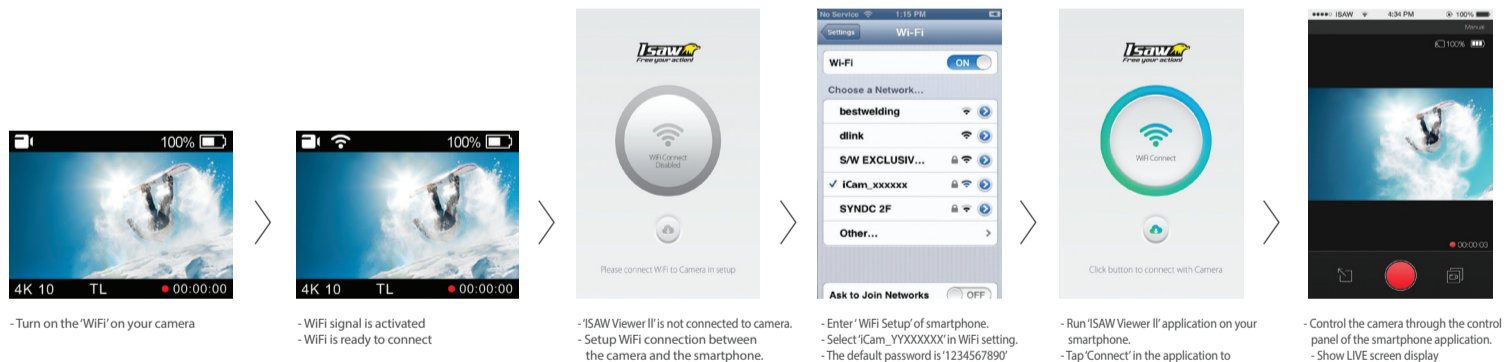 100%
4K 10 TL 00:00:00
- Turn on the 'WiFi' on your camera
100%
4K 10 TL 00:00:00
- WiFi signal is activated
- WiFi is ready to connect
Isaw
Free your action!
WiFi Connect
Disabled
Please connect WiFi to Camera in setup
- 'ISAW Viewer ll' is not connected to camera.
- Setup WiFi connection between
the camera and the smartphone.
No Service 1:15 PM
Settings Wi-Fi
Wi-Fi ON
Choose a Network...
bestwelding
dlink
S/W EXCLUSIV...
iCam_xxxxxx
SYNDC 2F
Other...
Ask to Join Networks OFF
- Enter ' WiFi Setup' of smartphone.
- Select 'iCam_YYXXXXXX' in WiFi setting.
- The default password is '1234567890'
Isaw
Free your action!
WiFi Connect
Click button to connect with Camera
- Run 'ISAW Viewer ll' application on your
smartphone.
- Tap 'Connect' in the application to
ISAW 4:34 PM 100%
Manual
100%
00:00:03
- Control the camera through the control
panel of the smartphone application.
- Show LIVE screen display